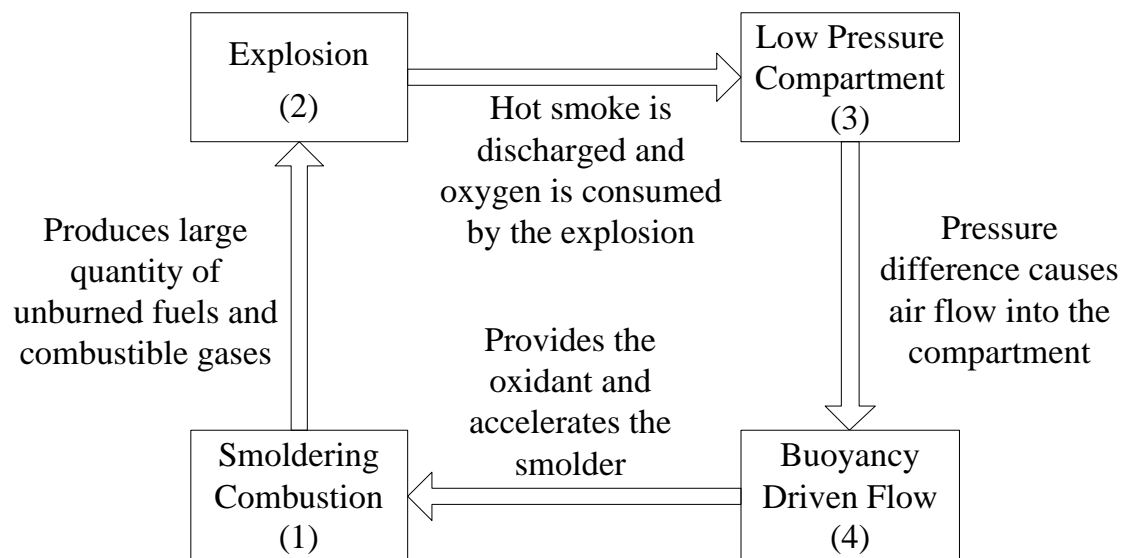 Explosion
(2)
Hot smoke is
discharged and
oxygen is consumed
by the explosion
Low Pressure
Compartment
(3)
Produces large
quantity of
unburned fuels and
combustible gases
Pressure
difference causes
air flow into the
compartment
Provides the
oxidant and
accelerates the
smolder
Smoldering
Combustion
(1)
Buoyancy
Driven Flow
(4)